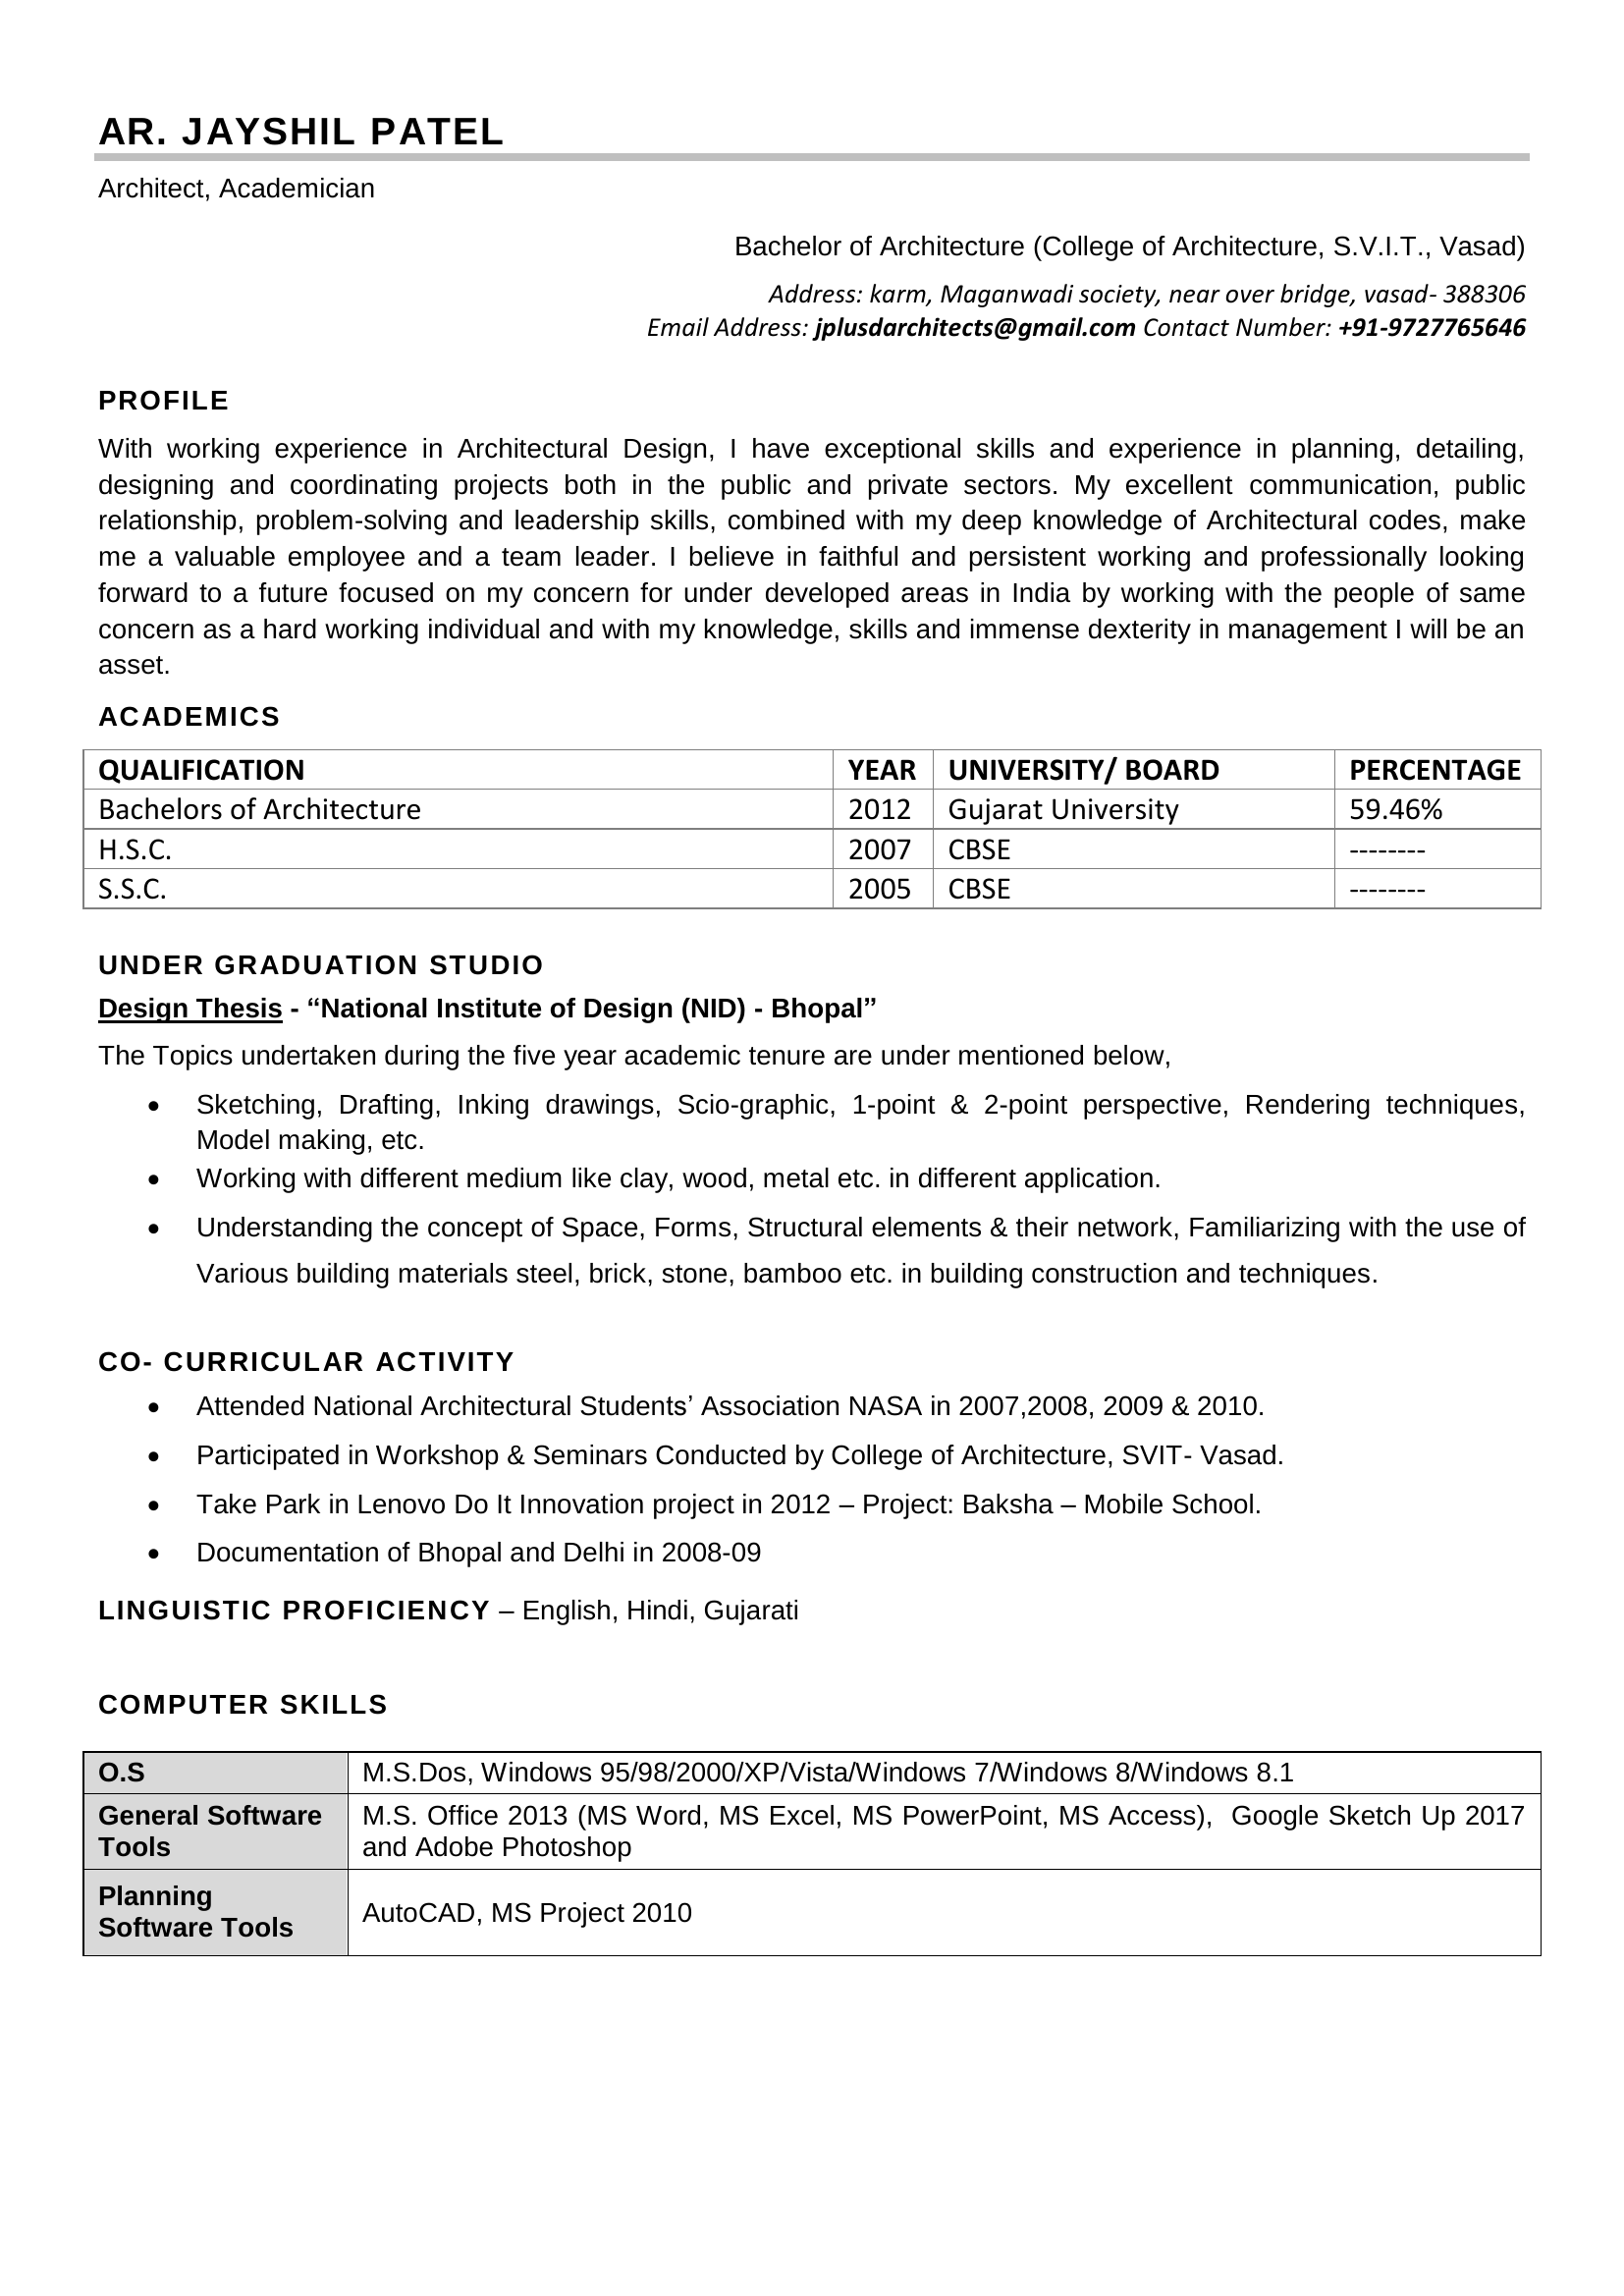 AR. JAYSHIL PATEL
Architect, Academician
Bachelor of Architecture (College of Architecture, S.V.I.T., Vasad)
Address: karm, Maganwadi society, near over bridge, vasad- 388306
Email Address: jplusdarchitects@gmail.com Contact Number: +91-9727765646
PROFILE
With working experience in Architectural Design, I have exceptional skills and experience in planning, detailing,
designing and coordinating projects both in the public and private sectors. My excellent communication, public
relationship, problem-solving and leadership skills, combined with my deep knowledge of Architectural codes, make
me a valuable employee and a team leader. I believe in faithful and persistent working and professionally looking
forward to a future focused on my concern for under developed areas in India by working with the people of same
concern as a hard working individual and with my knowledge, skills and immense dexterity in management I will be an
asset.
ACADEMICS
QUALIFICATION YEAR UNIVERSITY/ BOARD PERCENTAGE
Bachelors of Architecture 2012 Gujarat University 59.46%
H.S.C. 2007 CBSE --------
S.S.C. 2005 CBSE --------
UNDER GRADUATION STUDIO
Design Thesis - “National Institute of Design (NID) - Bhopal”
The Topics undertaken during the five year academic tenure are under mentioned below,
• Sketching, Drafting, Inking drawings, Scio-graphic, 1-point & 2-point perspective, Rendering techniques,
Model making, etc.
• Working with different medium like clay, wood, metal etc. in different application.
• Understanding the concept of Space, Forms, Structural elements & their network, Familiarizing with the use of
Various building materials steel, brick, stone, bamboo etc. in building construction and techniques.
CO- CURRICULAR ACTIVITY
• Attended National Architectural Students’ Association NASA in 2007,2008, 2009 & 2010.
• Participated in Workshop & Seminars Conducted by College of Architecture, SVIT- Vasad.
• Take Park in Lenovo Do It Innovation project in 2012 – Project: Baksha – Mobile School.
• Documentation of Bhopal and Delhi in 2008-09
LINGUISTIC PROFICIENCY – English, Hindi, Gujarati
COMPUTER SKILLS
O.S M.S.Dos, Windows 95/98/2000/XP/Vista/Windows 7/Windows 8/Windows 8.1
General Software M.S. Office 2013 (MS Word, MS Excel, MS PowerPoint, MS Access), Google Sketch Up 2017
Tools and Adobe Photoshop
Planning
Software Tools AutoCAD, MS Project 2010